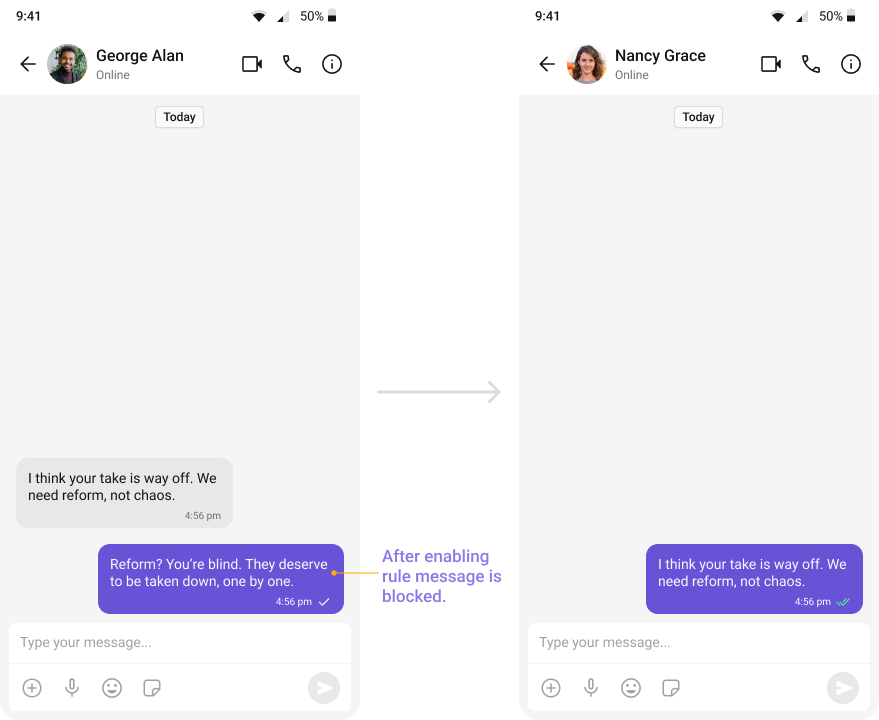 9:41
50%
George Alan
Online
Today
I think your take is way off. We
need reform, not chaos.
4:56 pm
Reform? You’re blind. They deserve
to be taken down, one by one.
4:56 pm
Type your message...
After enabling
rule message is
blocked.
9:41
50%
Nancy Grace
Online
Today
I think your take is way off. We
need reform, not chaos.
4:56 pm
Type your message...